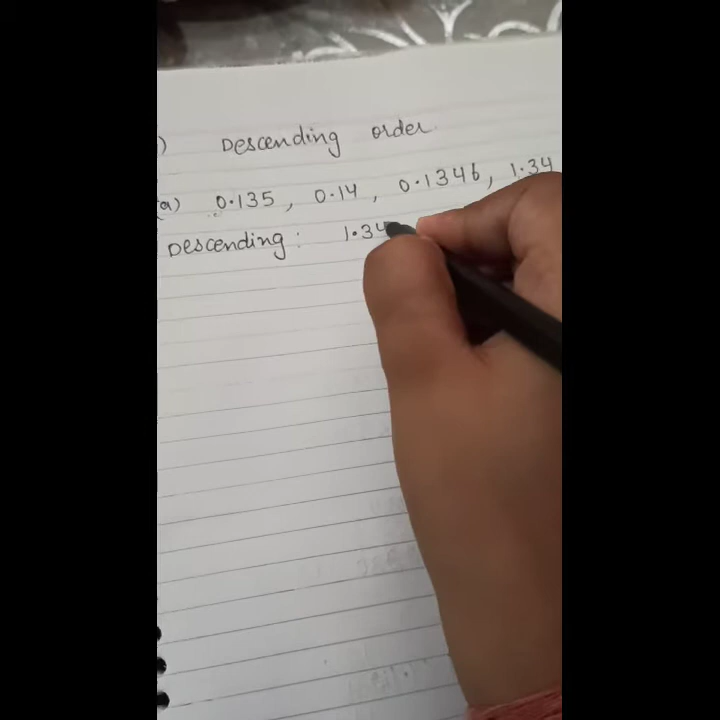 ) Descending order
(a) 0.135, 0.14, 0.1346, 1.34
Descending: 1.34